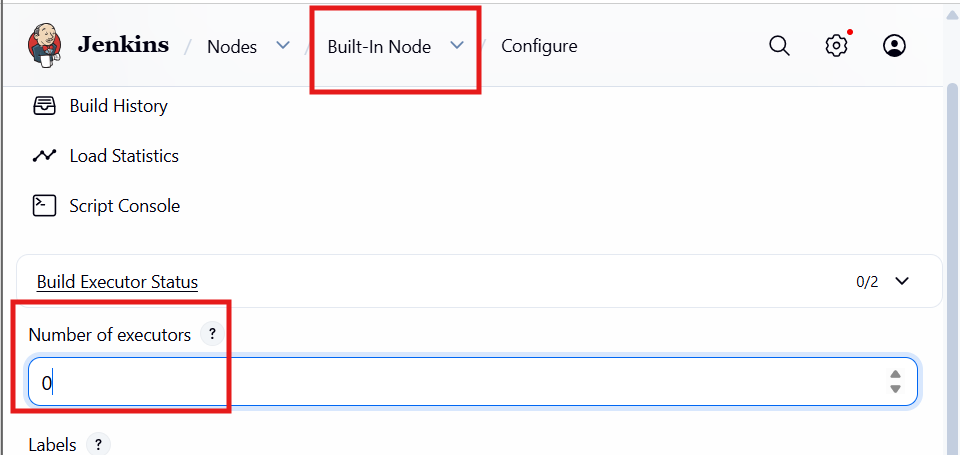 Jenkins / Nodes / Built-In Node / Configure
Build History
Load Statistics
Script Console
Build Executor Status 0/2
Number of executors ?
0
Labels ?